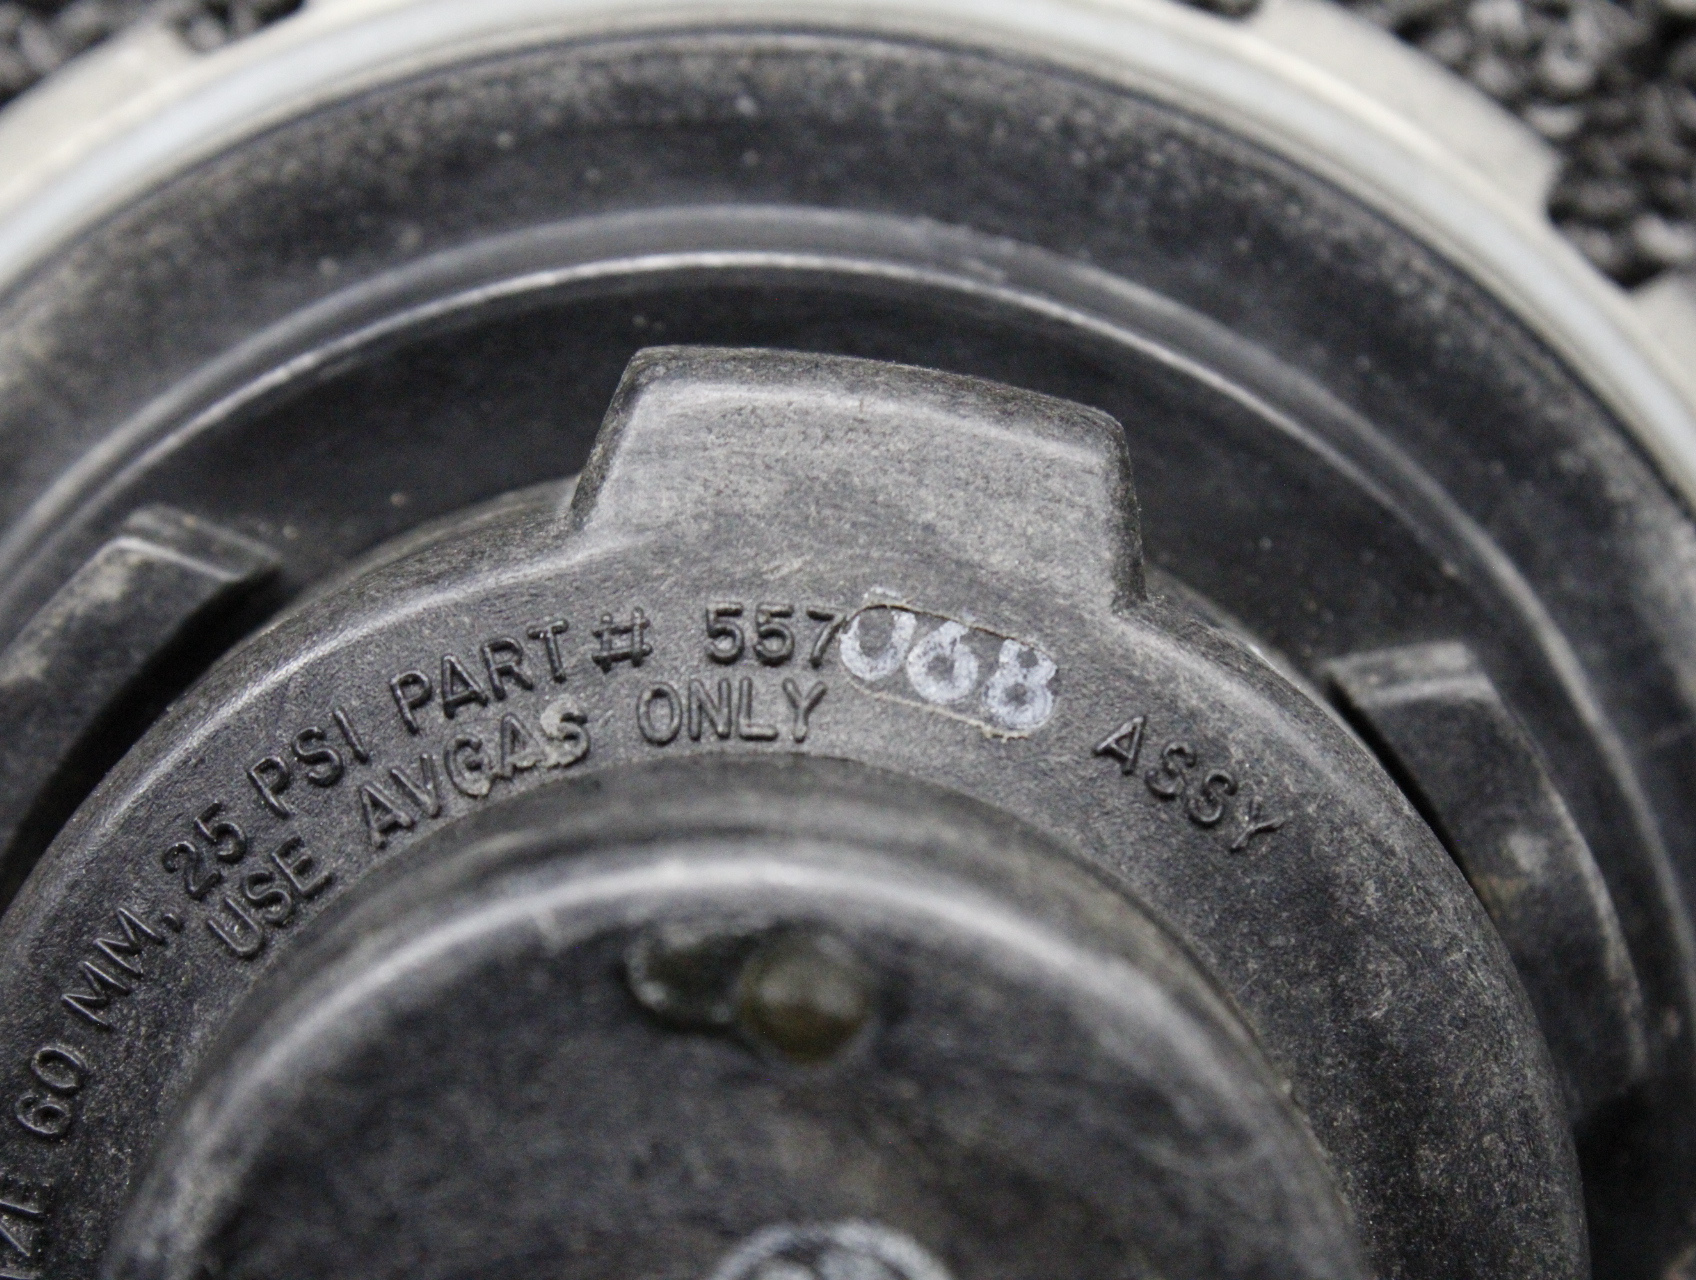 60 MM, 25 PSI PART # 557068 ASSY
USE AVGAS ONLY